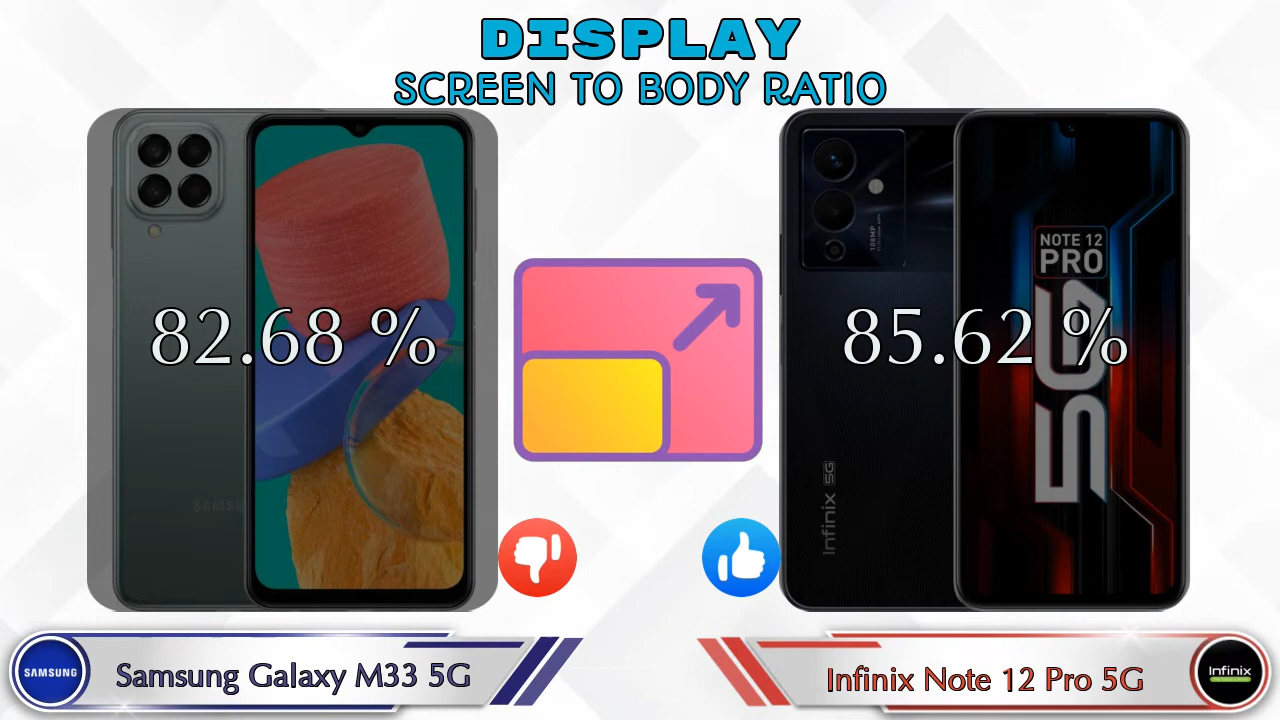 DISPLAY
SCREEN TO BODY RATIO
82.68 %
85.62 %
NOTE 12
PRO
5G
108MP
Infinix 5G
SAMSUNG
Samsung Galaxy M33 5G
Infinix Note 12 Pro 5G
Infinix